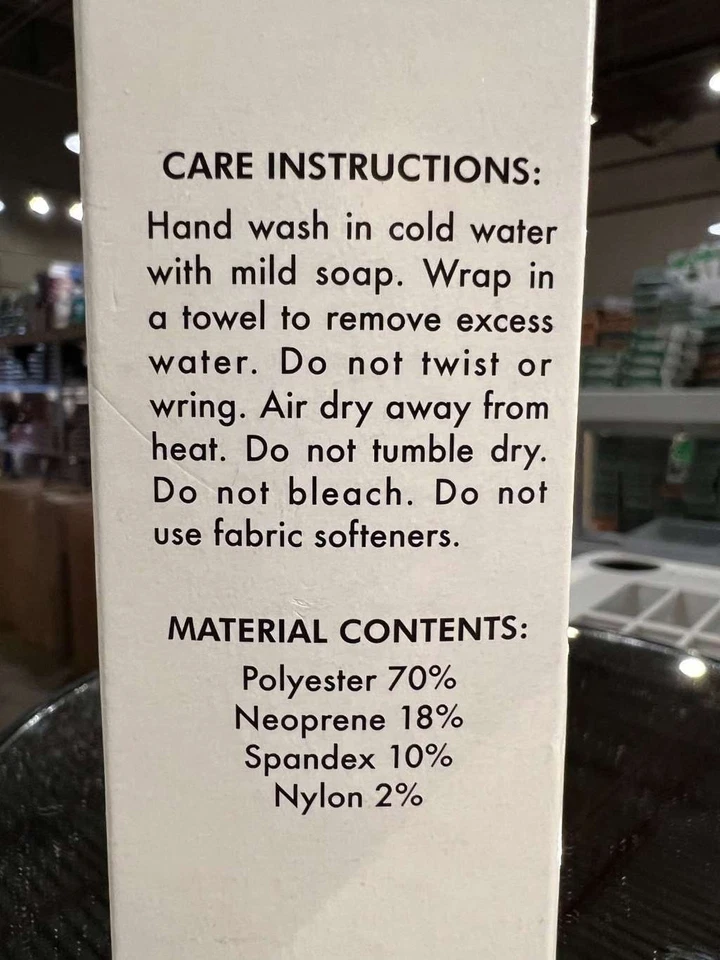 CARE INSTRUCTIONS:
Hand wash in cold water
with mild soap. Wrap in
a towel to remove excess
water. Do not twist or
wring. Air dry away from
heat. Do not tumble dry.
Do not bleach. Do not
use fabric softeners.
MATERIAL CONTENTS:
Polyester 70%
Neoprene 18%
Spandex 10%
Nylon 2%